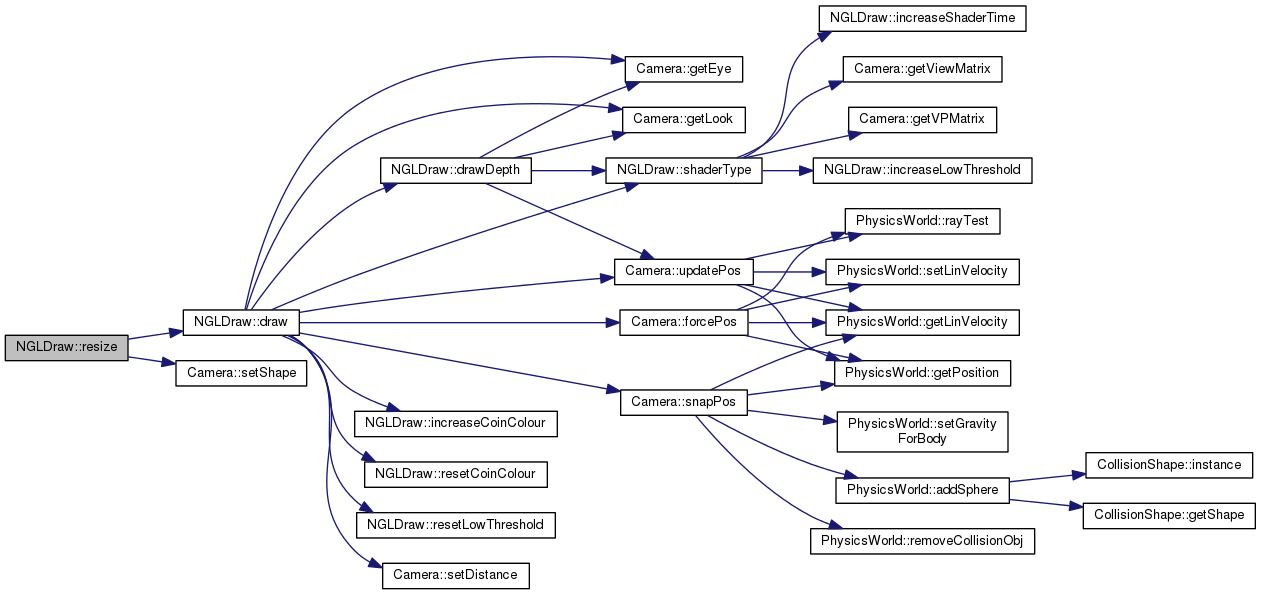 NGLDraw::resize
NGLDraw::draw
Camera::setShape
NGLDraw::drawDepth
NGLDraw::increaseCoinColour
NGLDraw::resetCoinColour
NGLDraw::resetLowThreshold
Camera::setDistance
Camera::getEye
Camera::getLook
NGLDraw::shaderType
Camera::updatePos
Camera::forcePos
Camera::snapPos
NGLDraw::increaseShaderTime
Camera::getViewMatrix
Camera::getVPMatrix
NGLDraw::increaseLowThreshold
PhysicsWorld::rayTest
PhysicsWorld::setLinVelocity
PhysicsWorld::getLinVelocity
PhysicsWorld::getPosition
PhysicsWorld::setGravity
ForBody
PhysicsWorld::addSphere
PhysicsWorld::removeCollisionObj
CollisionShape::instance
CollisionShape::getShape